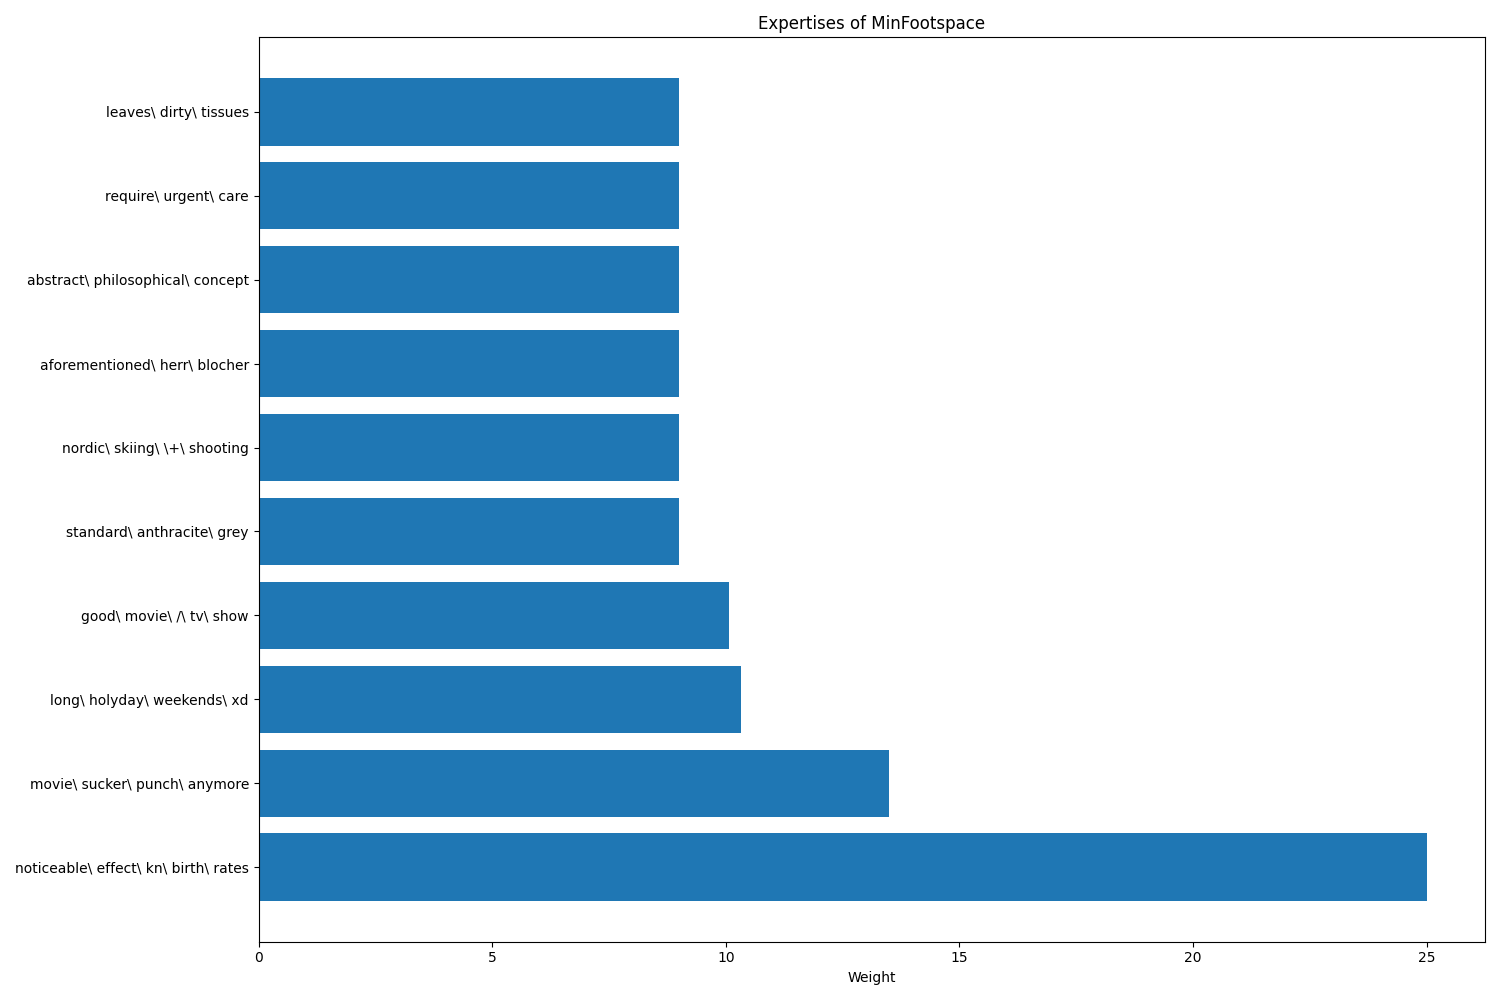 Expertises of MinFootspace
leaves\ dirty\ tissues
require\ urgent\ care
abstract\ philosophical\ concept
aforementioned\ herr\ blocher
nordic\ skiing\ \+\ shooting
standard\ anthracite\ grey
good\ movie\ /\ tv\ show
long\ holyday\ weekends\ xd
movie\ sucker\ punch\ anymore
noticeable\ effect\ kn\ birth\ rates
0 5 10 15 20 25
Weight